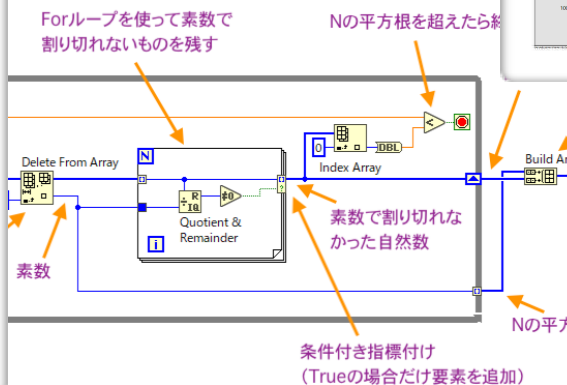 Forループを使って素数で
割り切れないものを残す
Nの平方根を超えたら
100
Delete From Array
N
R
IQ
≠0
?
i
Quotient &
Remainder
0
DBL
Index Array
<
Build
素数
素数で割り切れな
かった自然数
Nの平方
条件付き指標付け
（Trueの場合だけ要素を追加）